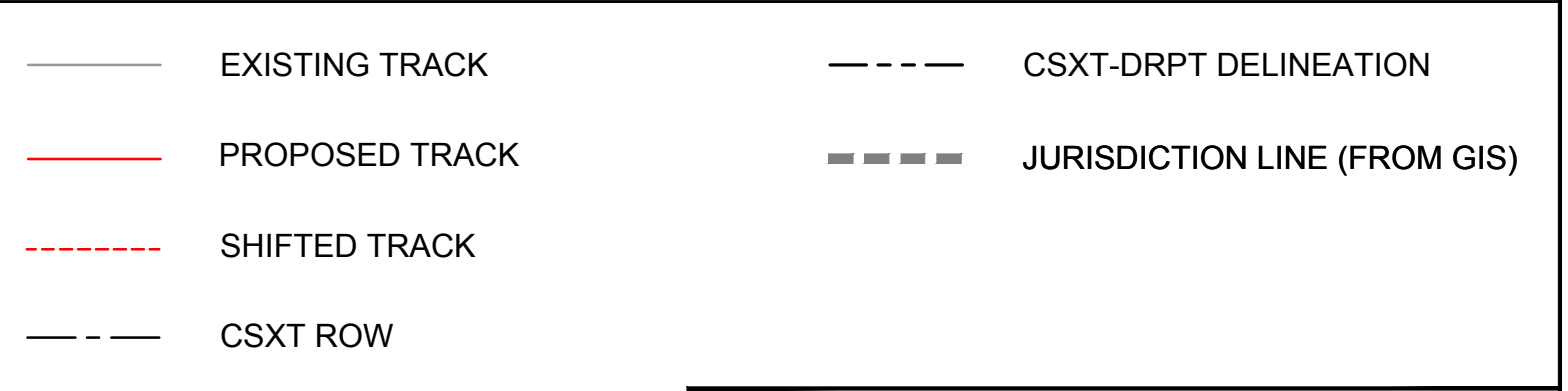 EXISTING TRACK
PROPOSED TRACK
SHIFTED TRACK
CSXT ROW
CSXT-DRPT DELINEATION
JURISDICTION LINE (FROM GIS)